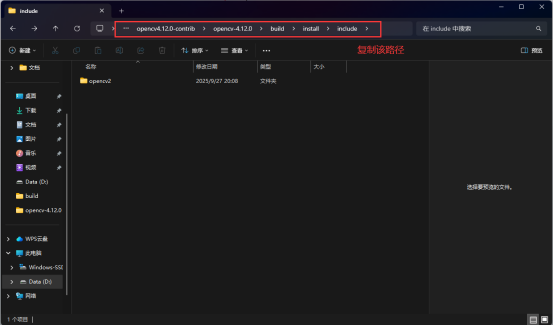 include
opencv4.12.0-contrib > opencv-4.12.0 > build > install > include >
在 include 中搜索
新建
排序
查看
预览
复制该路径
名称 修改日期 类型 大小
opencv2 2025/9/27 20:08 文件夹
文档
桌面
下载
文档
图片
音乐
视频
Data (D:)
build
opencv-4.12.0
WPS云盘
此电脑
Windows-SSD
Data (D:)
网络
选择要预览的文件。
1 个项目